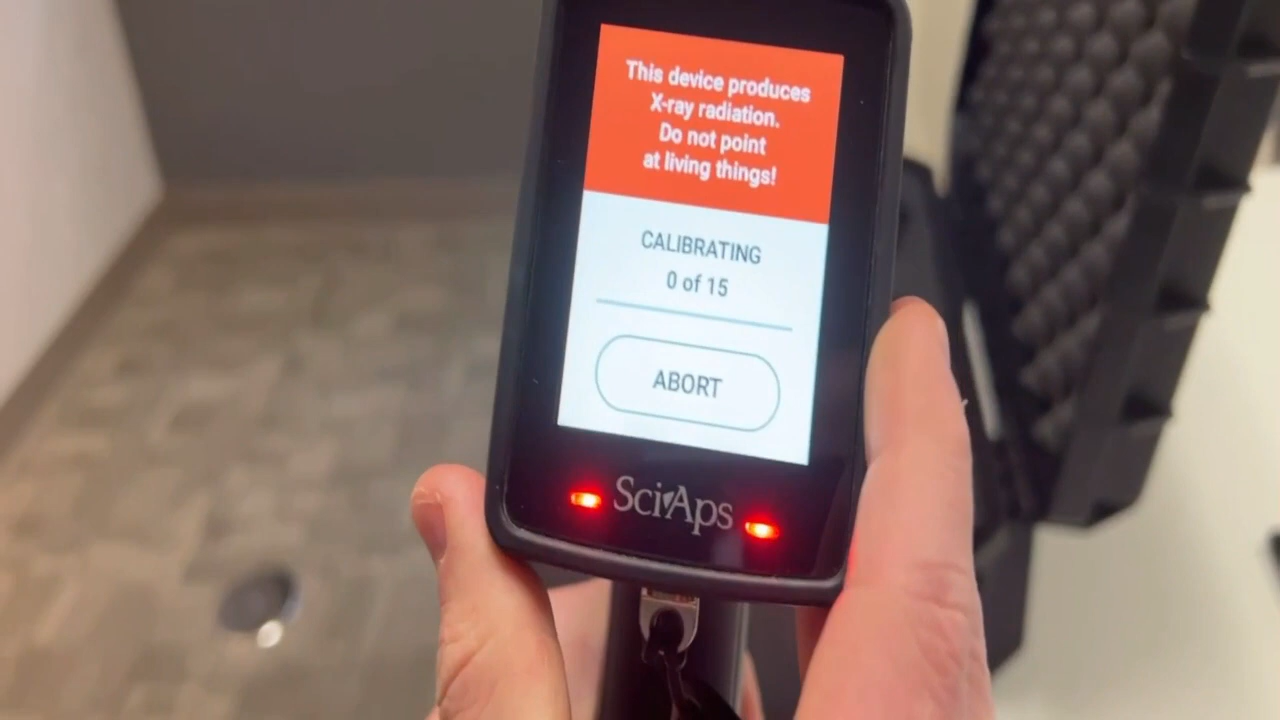 This device produces
X-ray radiation.
Do not point
at living things!
CALIBRATING
0 of 15
ABORT
SciAps